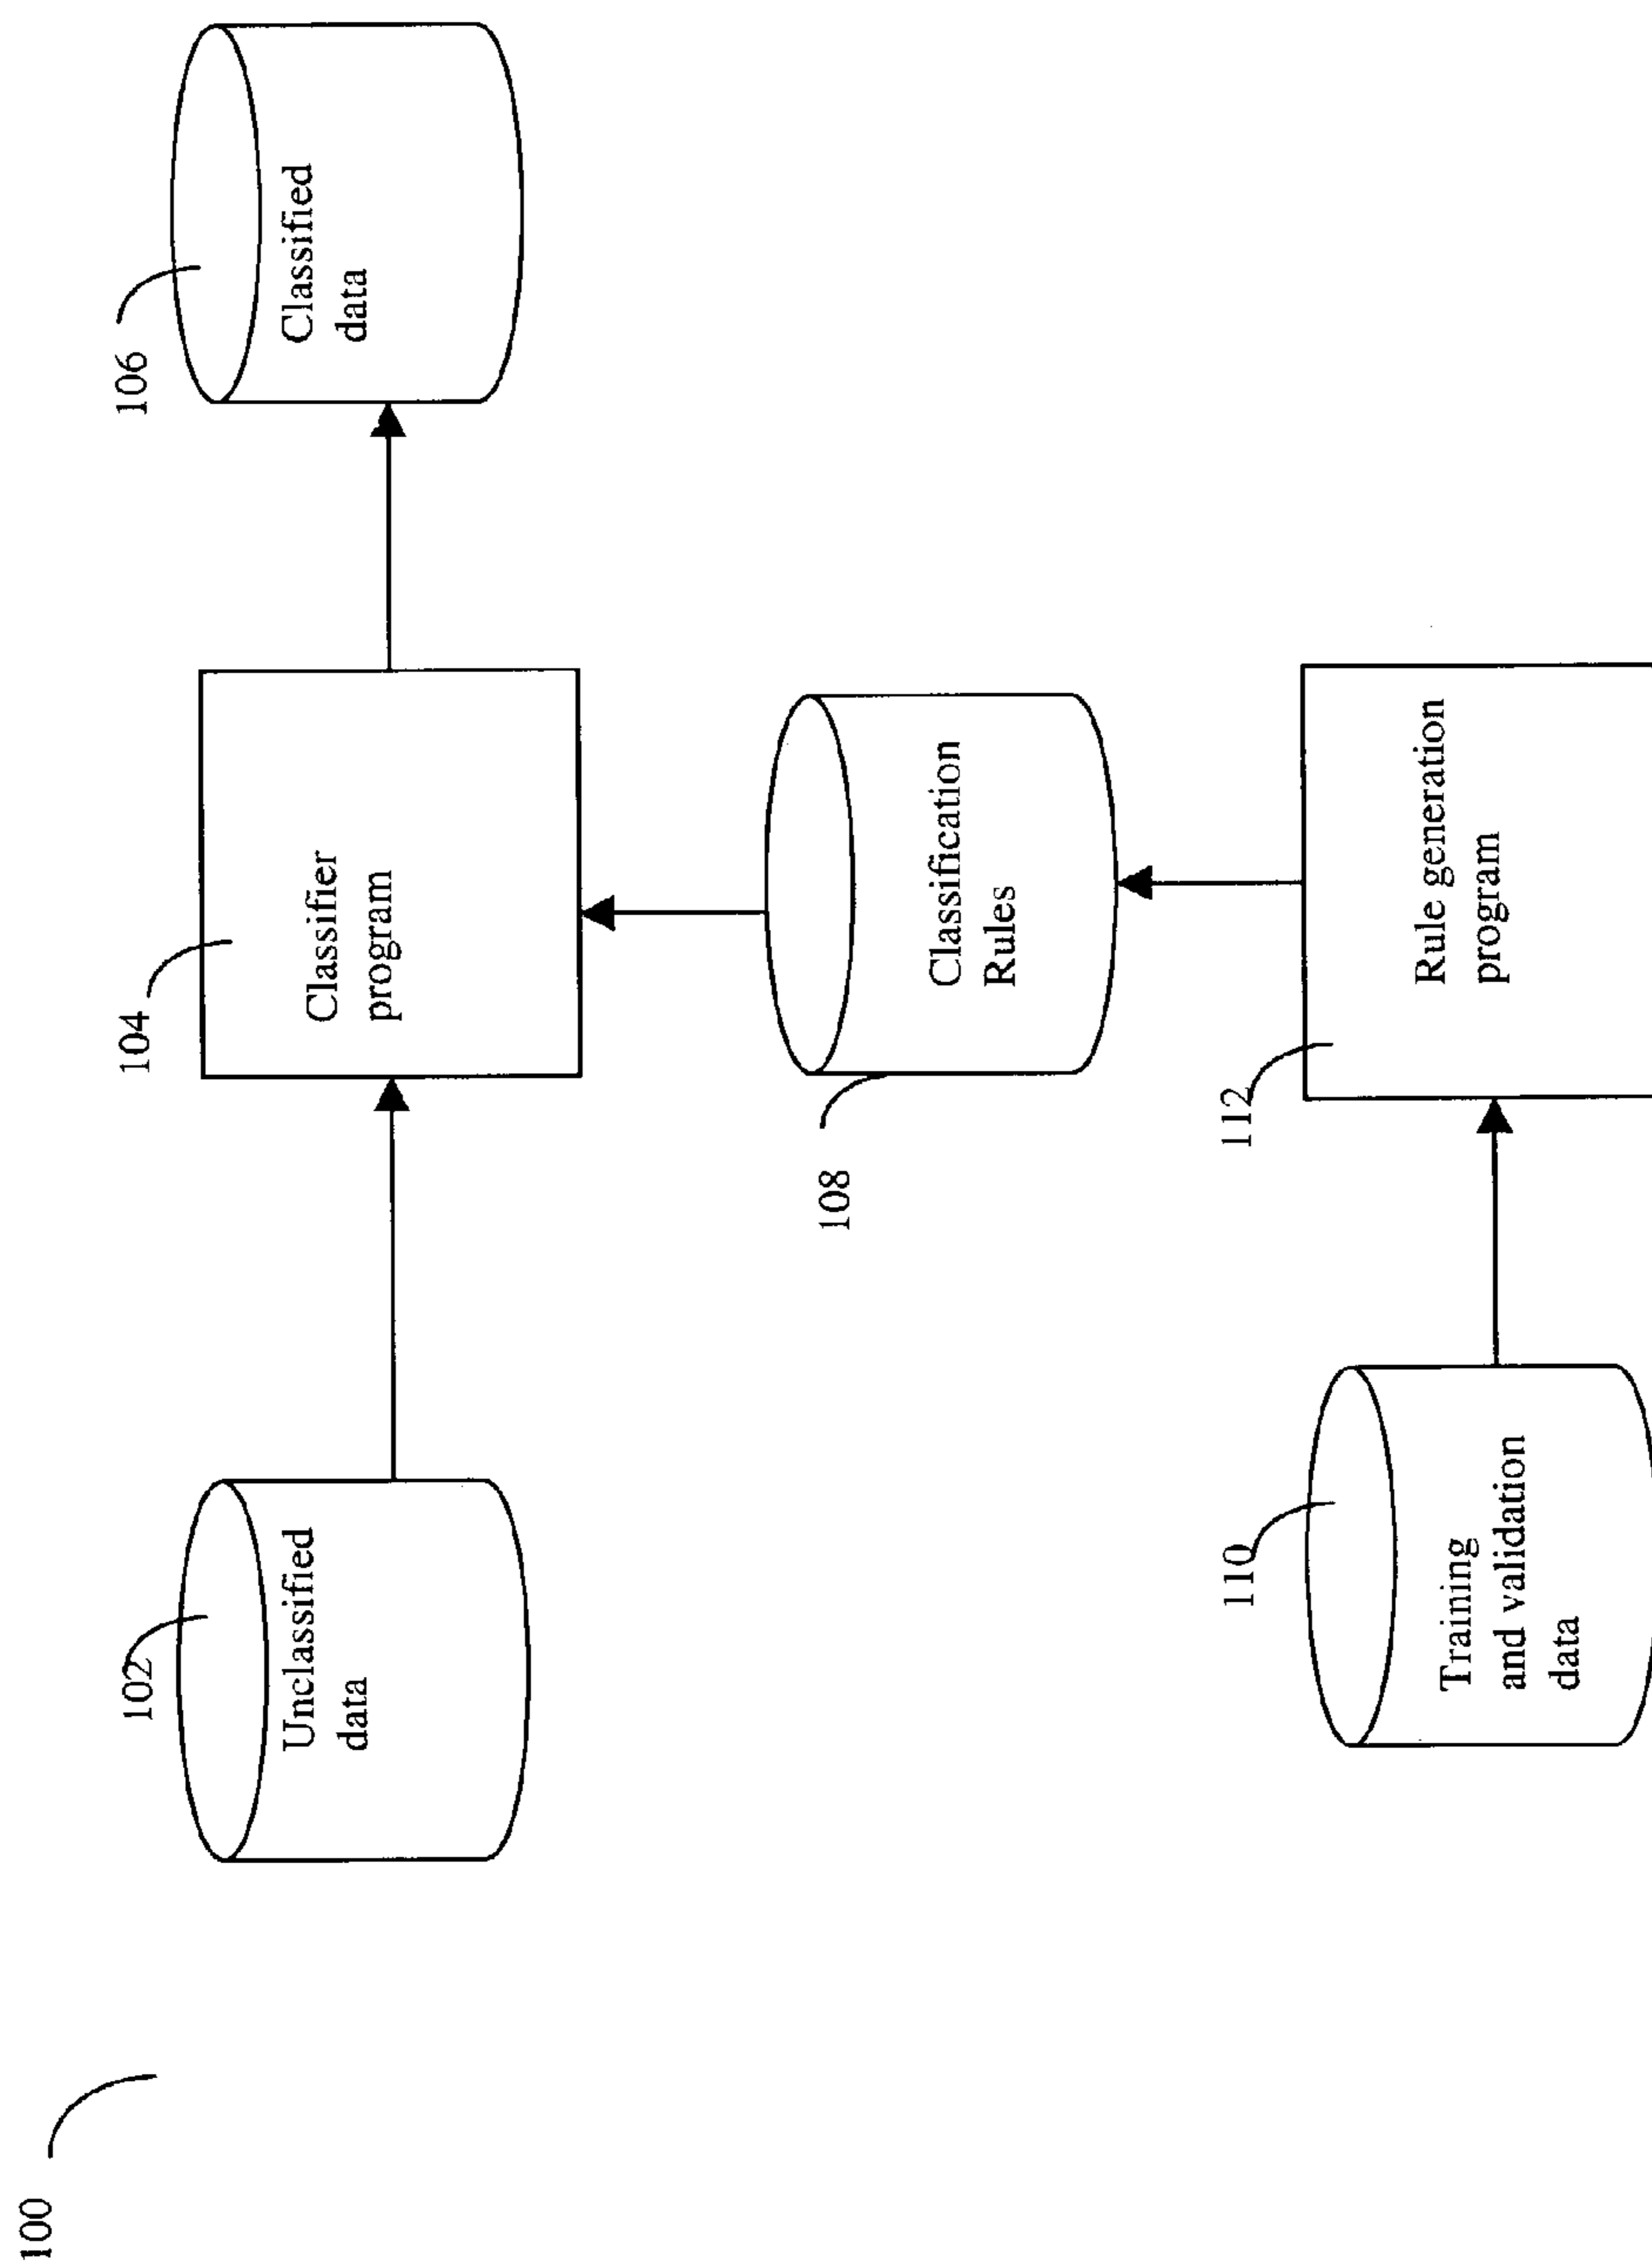 100
102
Unclassified
data
104
Classifier
program
106
Classified
data
108
Classification
Rules
110
Training
and validation
data
112
Rule generation
program